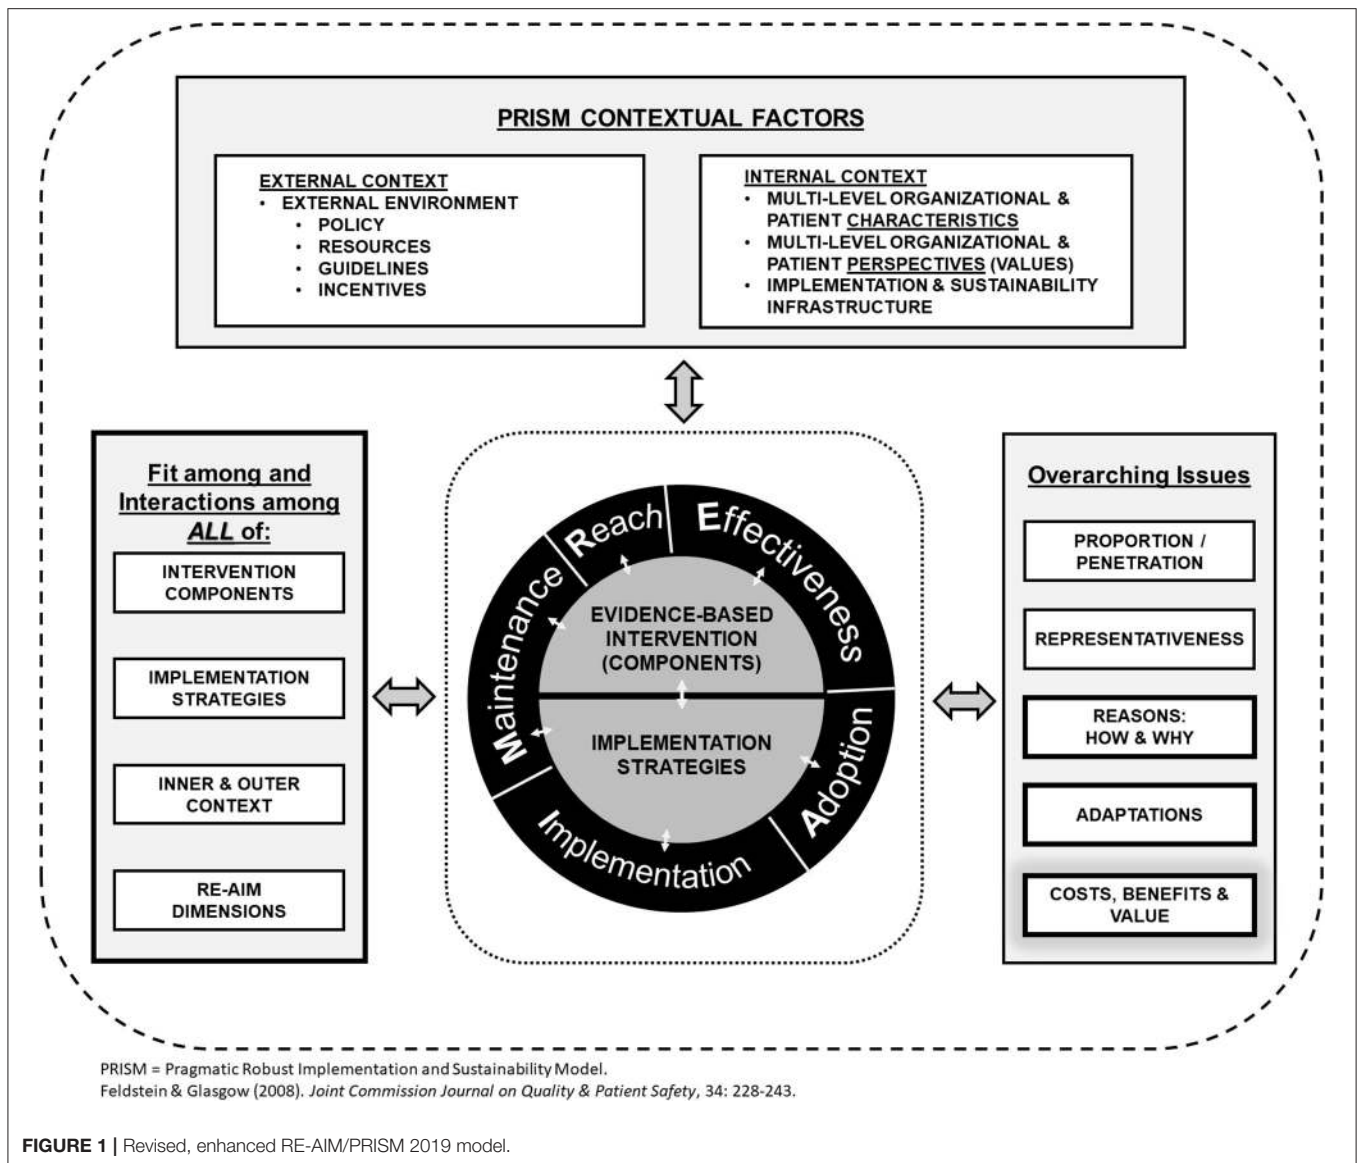 PRISM CONTEXTUAL FACTORS
EXTERNAL CONTEXT
• EXTERNAL ENVIRONMENT
• POLICY
• RESOURCES
• GUIDELINES
• INCENTIVES
INTERNAL CONTEXT
• MULTI-LEVEL ORGANIZATIONAL &
PATIENT CHARACTERISTICS
• MULTI-LEVEL ORGANIZATIONAL &
PATIENT PERSPECTIVES (VALUES)
• IMPLEMENTATION & SUSTAINABILITY
INFRASTRUCTURE
Fit among and
Interactions among
ALL of:
INTERVENTION
COMPONENTS
IMPLEMENTATION
STRATEGIES
INNER & OUTER
CONTEXT
RE-AIM
DIMENSIONS
Reach
Effectiveness
Adoption
Implementation
Maintenance
EVIDENCE-BASED
INTERVENTION
(COMPONENTS)
IMPLEMENTATION
STRATEGIES
Overarching Issues
PROPORTION /
PENETRATION
REPRESENTATIVENESS
REASONS:
HOW & WHY
ADAPTATIONS
COSTS, BENEFITS &
VALUE
PRISM = Pragmatic Robust Implementation and Sustainability Model.
Feldstein & Glasgow (2008). Joint Commission Journal on Quality & Patient Safety, 34: 228-243.
FIGURE 1 | Revised, enhanced RE-AIM/PRISM 2019 model.